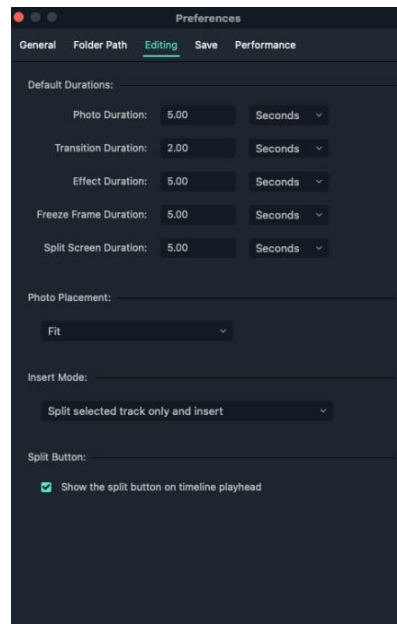 Preferences
General Folder Path Editing Save Performance
Default Durations:
Photo Duration: 5.00 Seconds
Transition Duration: 2.00 Seconds
Effect Duration: 5.00 Seconds
Freeze Frame Duration: 5.00 Seconds
Split Screen Duration: 5.00 Seconds
Photo Placement:
Fit
Insert Mode:
Split selected track only and insert
Split Button:
Show the split button on timeline playhead